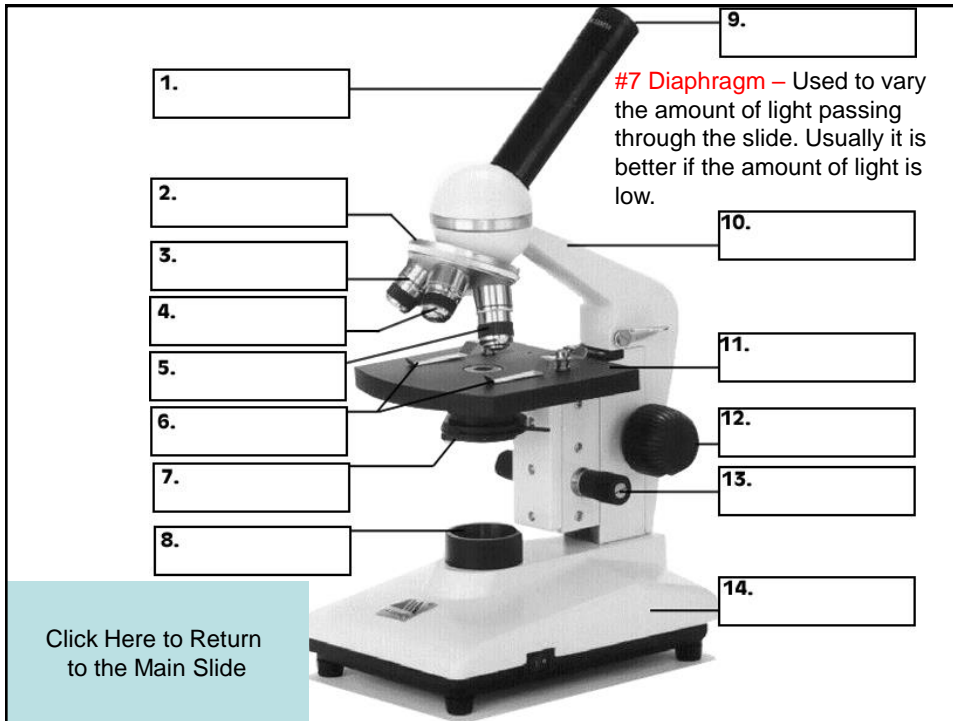 9.
1.
#7 Diaphragm – Used to vary
the amount of light passing
through the slide. Usually it is
better if the amount of light is
low.
2.
10.
3.
4.
11.
5.
6.
12.
7.
13.
8.
14.
Click Here to Return
to the Main Slide